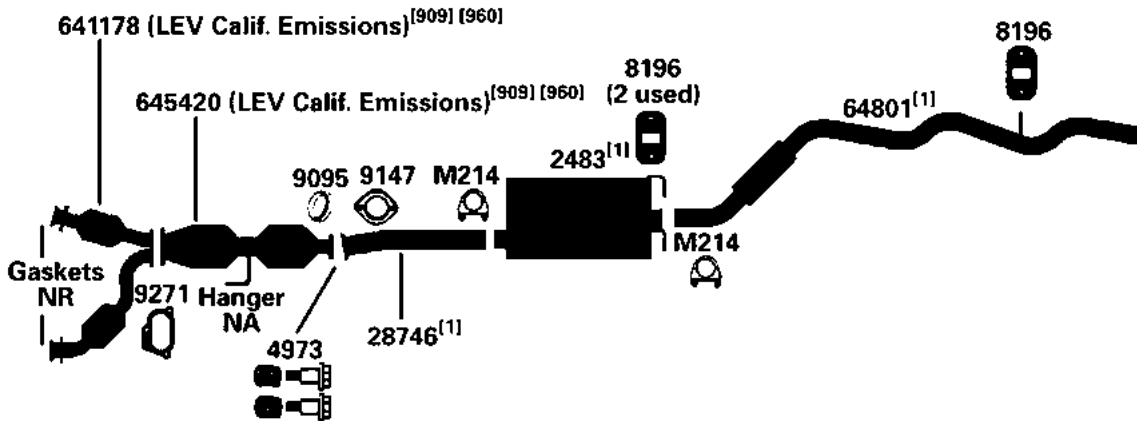 641178 (LEV Calif. Emissions)[909] [960]
8196
8196
(2 used)
645420 (LEV Calif. Emissions)[909] [960]
64801[1]
2483[1]
9095
9147
M214
M214
Gaskets
NR
9271
Hanger
NA
28746[1]
4973